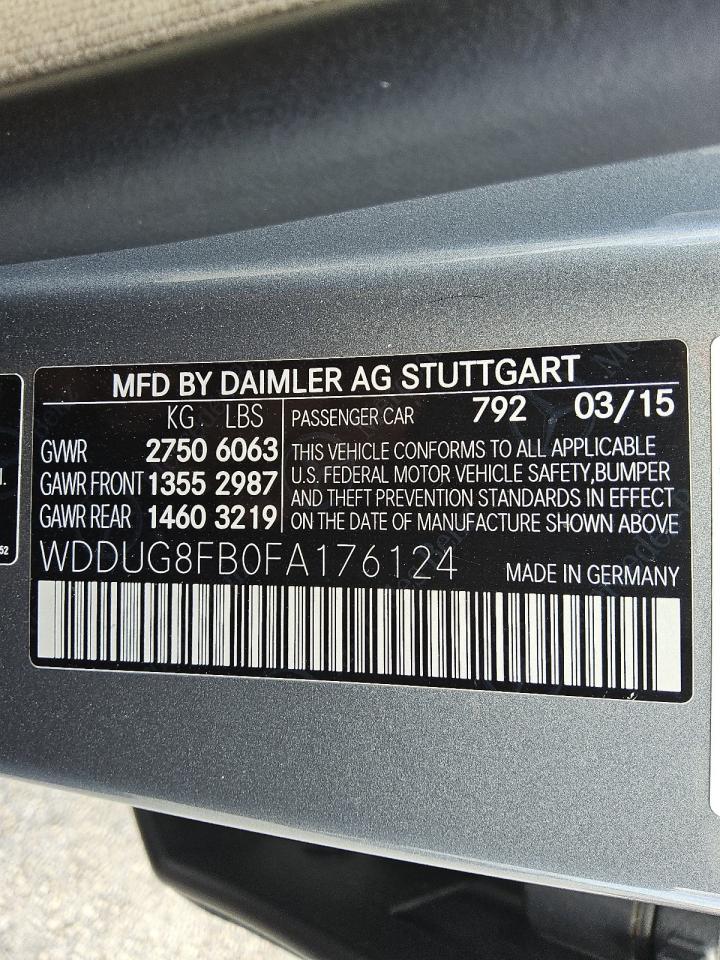 MFD BY DAIMLER AG STUTTGART
KG LBS
GVWR 2750 6063
GAWR FRONT 1355 2987
GAWR REAR 1460 3219
PASSENGER CAR 792 03/15
THIS VEHICLE CONFORMS TO ALL APPLICABLE
U.S. FEDERAL MOTOR VEHICLE SAFETY,BUMPER
AND THEFT PREVENTION STANDARDS IN EFFECT
ON THE DATE OF MANUFACTURE SHOWN ABOVE
WDDUG8FB0FA176124
MADE IN GERMANY